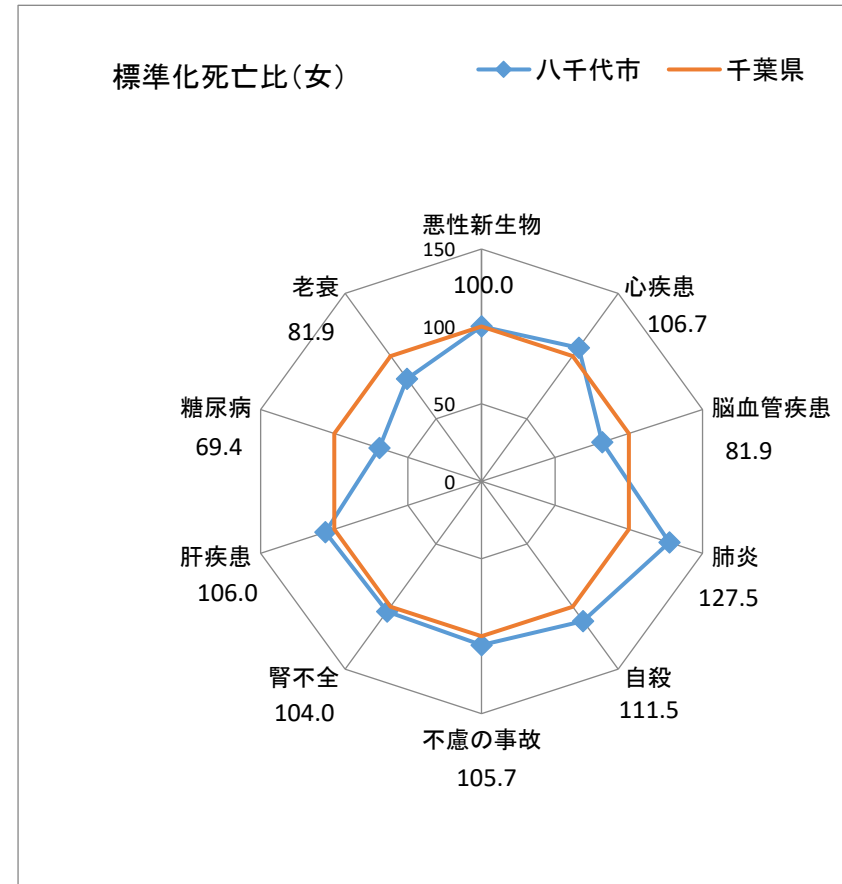 標準化死亡比(女)
八千代市
千葉県
悪性新生物
150
100.0
心疾患
106.7
老衰
81.9
100
糖尿病
69.4
脳血管疾患
81.9
50
0
肝疾患
106.0
肺炎
127.5
腎不全
104.0
自殺
111.5
不慮の事故
105.7